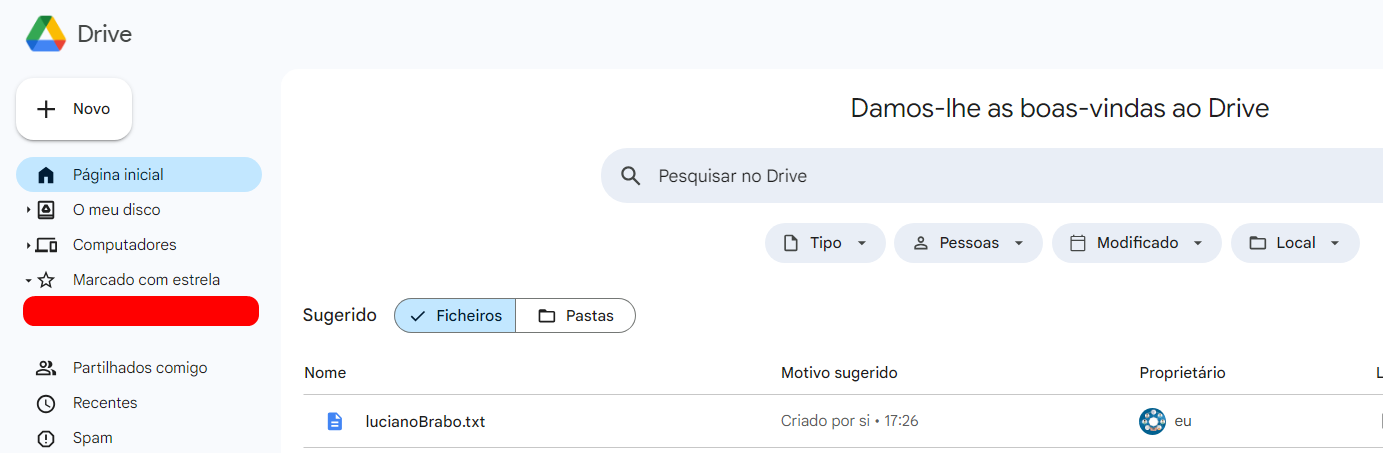 Drive
Novo
Página inicial
O meu disco
Computadores
Marcado com estrela
Partilhados comigo
Recentes
Spam
Damos-lhe as boas-vindas ao Drive
Pesquisar no Drive
Tipo Pessoas Modificado Local
Sugerido Ficheiros Pastas
Nome Motivo sugerido Proprietário
lucianoBrabo.txt Criado por si • 17:26 eu